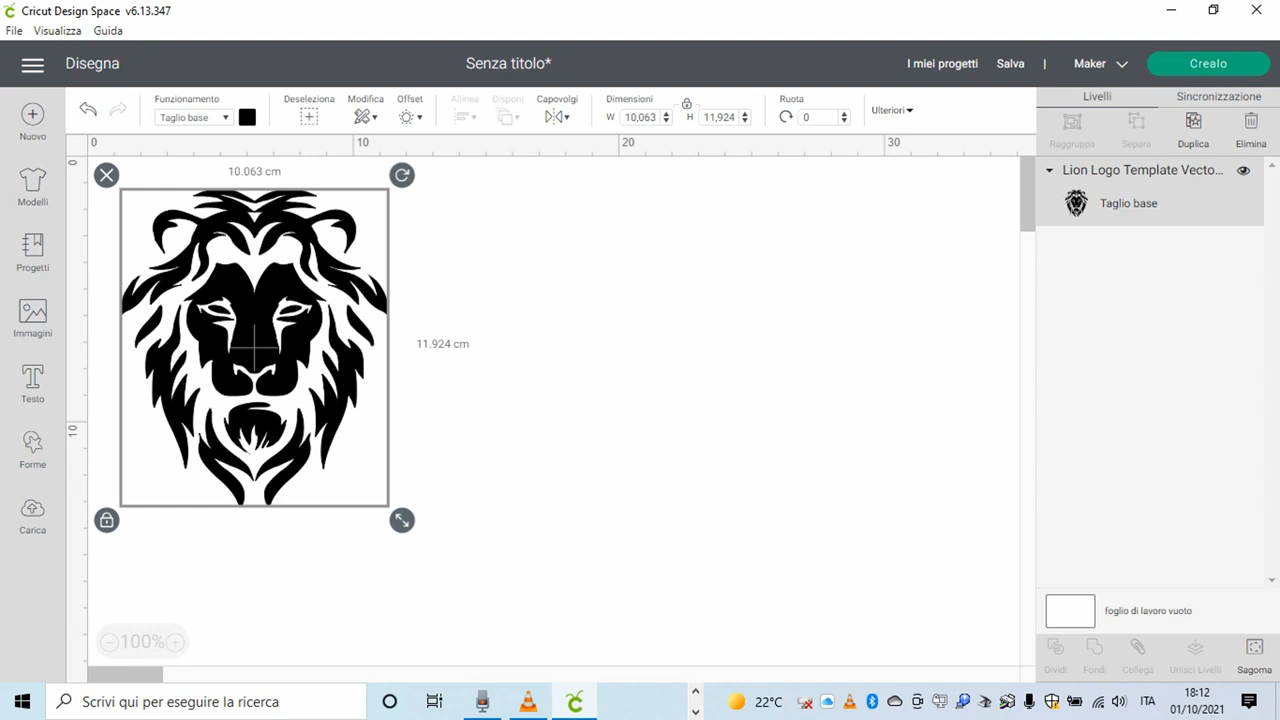 Cricut Design Space v6.13.347
File Visualizza Guida
Disegna
Senza titolo*
I miei progetti Salva | Maker Crealo
Funzionamento Deseleziona Modifica Offset Allinea Disponi Capovolgi Dimensioni Ruota
Taglio base W 10,063 H 11,924 0 Ulteriori
Livelli Sincronizzazione
Raggruppa Separa Duplica Elimina
0 10 20 30
0
10
Nuovo
Modelli
Progetti
Immagini
Testo
Forme
Carica
10.063 cm
11.924 cm
100%
Lion Logo Template Vecto...
Taglio base
foglio di lavoro vuoto
Dividi Fondi Collega Unisci Livelli Sagoma
Scrivi qui per eseguire la ricerca
22°C
ITA
18:12
01/10/2021